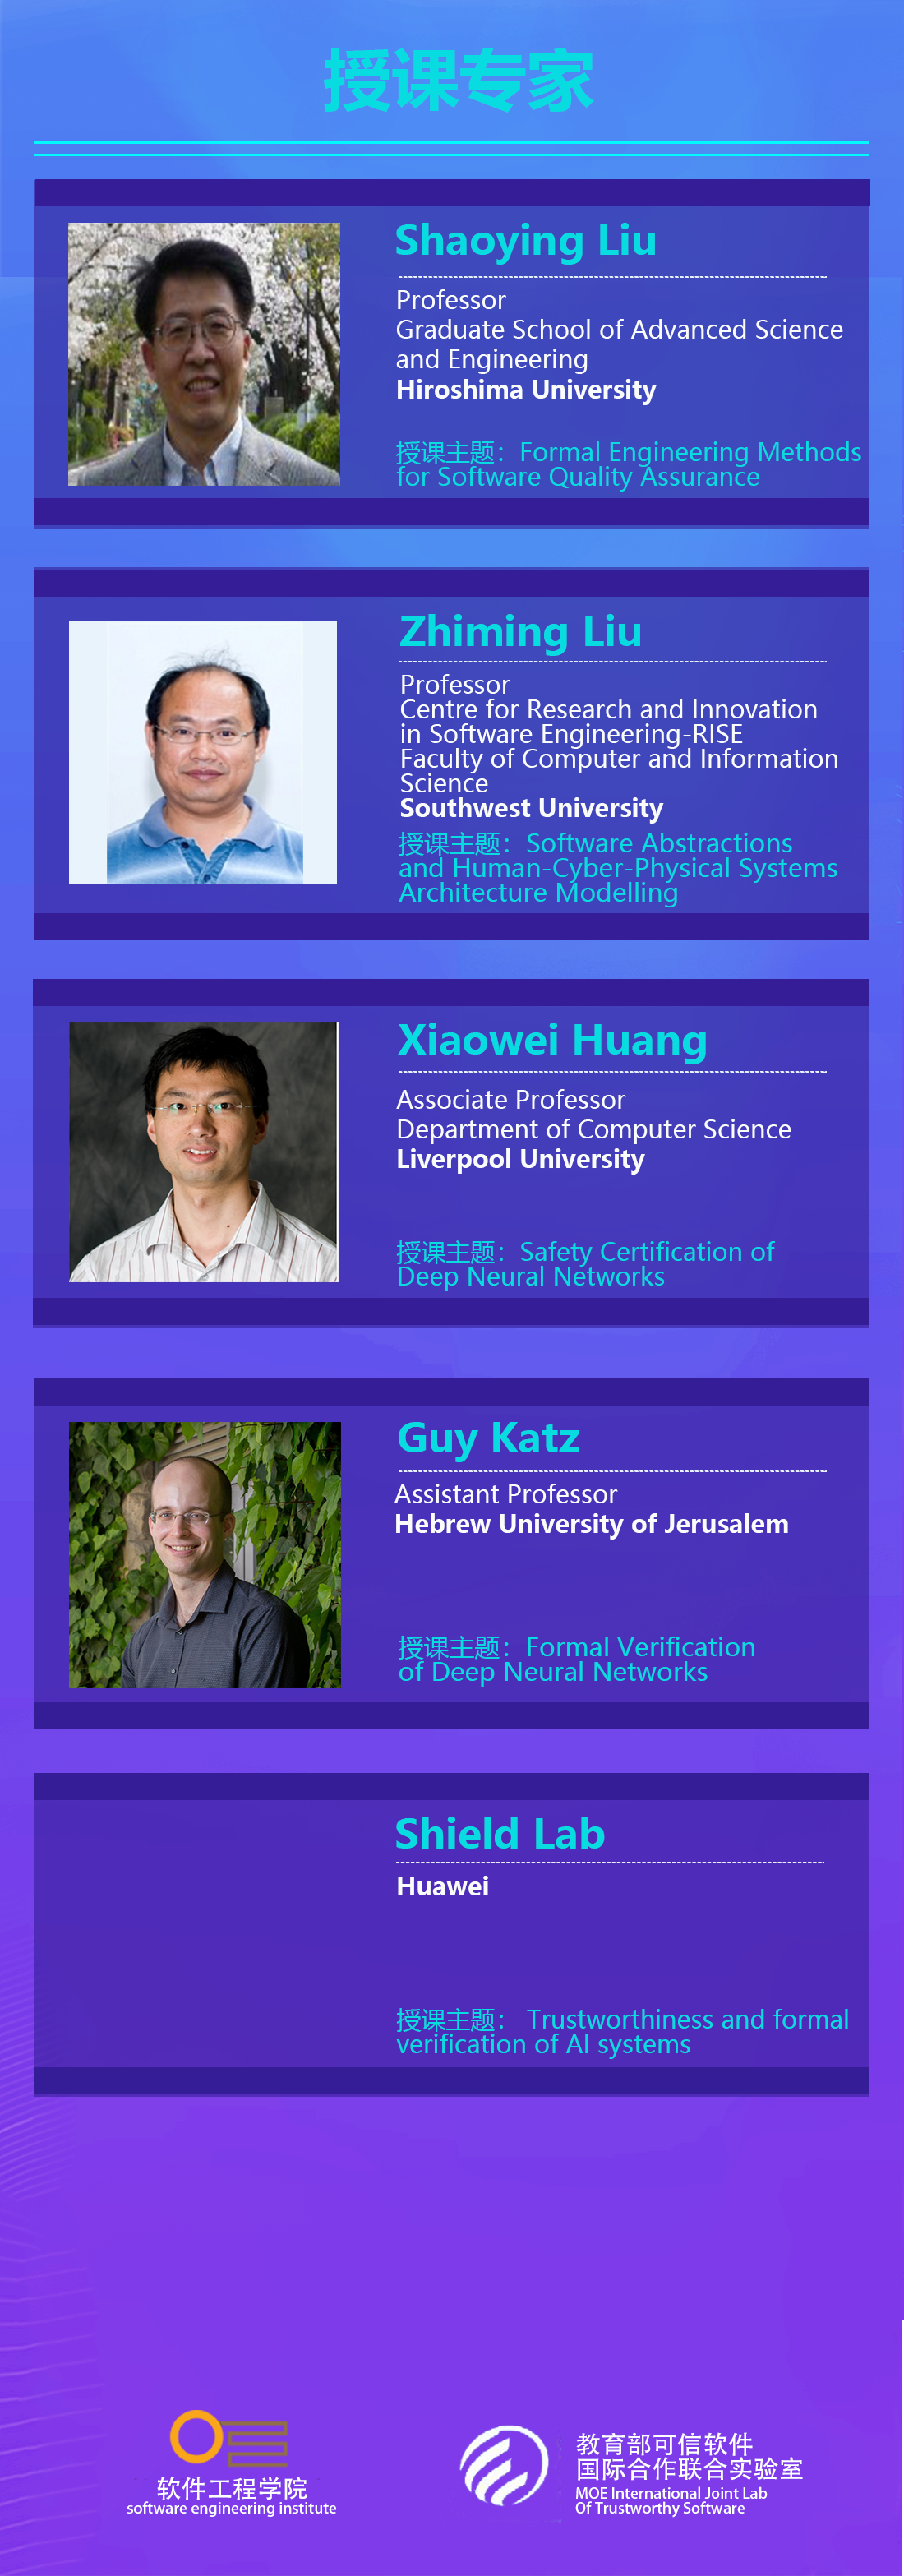 授课专家
Shaoying Liu
Professor
Graduate School of Advanced Science
and Engineering
Hiroshima University
授课主题：Formal Engineering Methods
for Software Quality Assurance
Zhiming Liu
Professor
Centre for Research and Innovation
in Software Engineering-RISE
Faculty of Computer and Information
Science
Southwest University
授课主题：Software Abstractions
and Human-Cyber-Physical Systems
Architecture Modelling
Xiaowei Huang
Associate Professor
Department of Computer Science
Liverpool University
授课主题：Safety Certification of
Deep Neural Networks
Guy Katz
Assistant Professor
Hebrew University of Jerusalem
授课主题：Formal Verification
of Deep Neural Networks
Shield Lab
Huawei
授课主题： Trustworthiness and formal
verification of AI systems
软件工程学院
software engineering institute
教育部可信软件
国际合作联合实验室
MOE International Joint Lab
Of Trustworthy Software